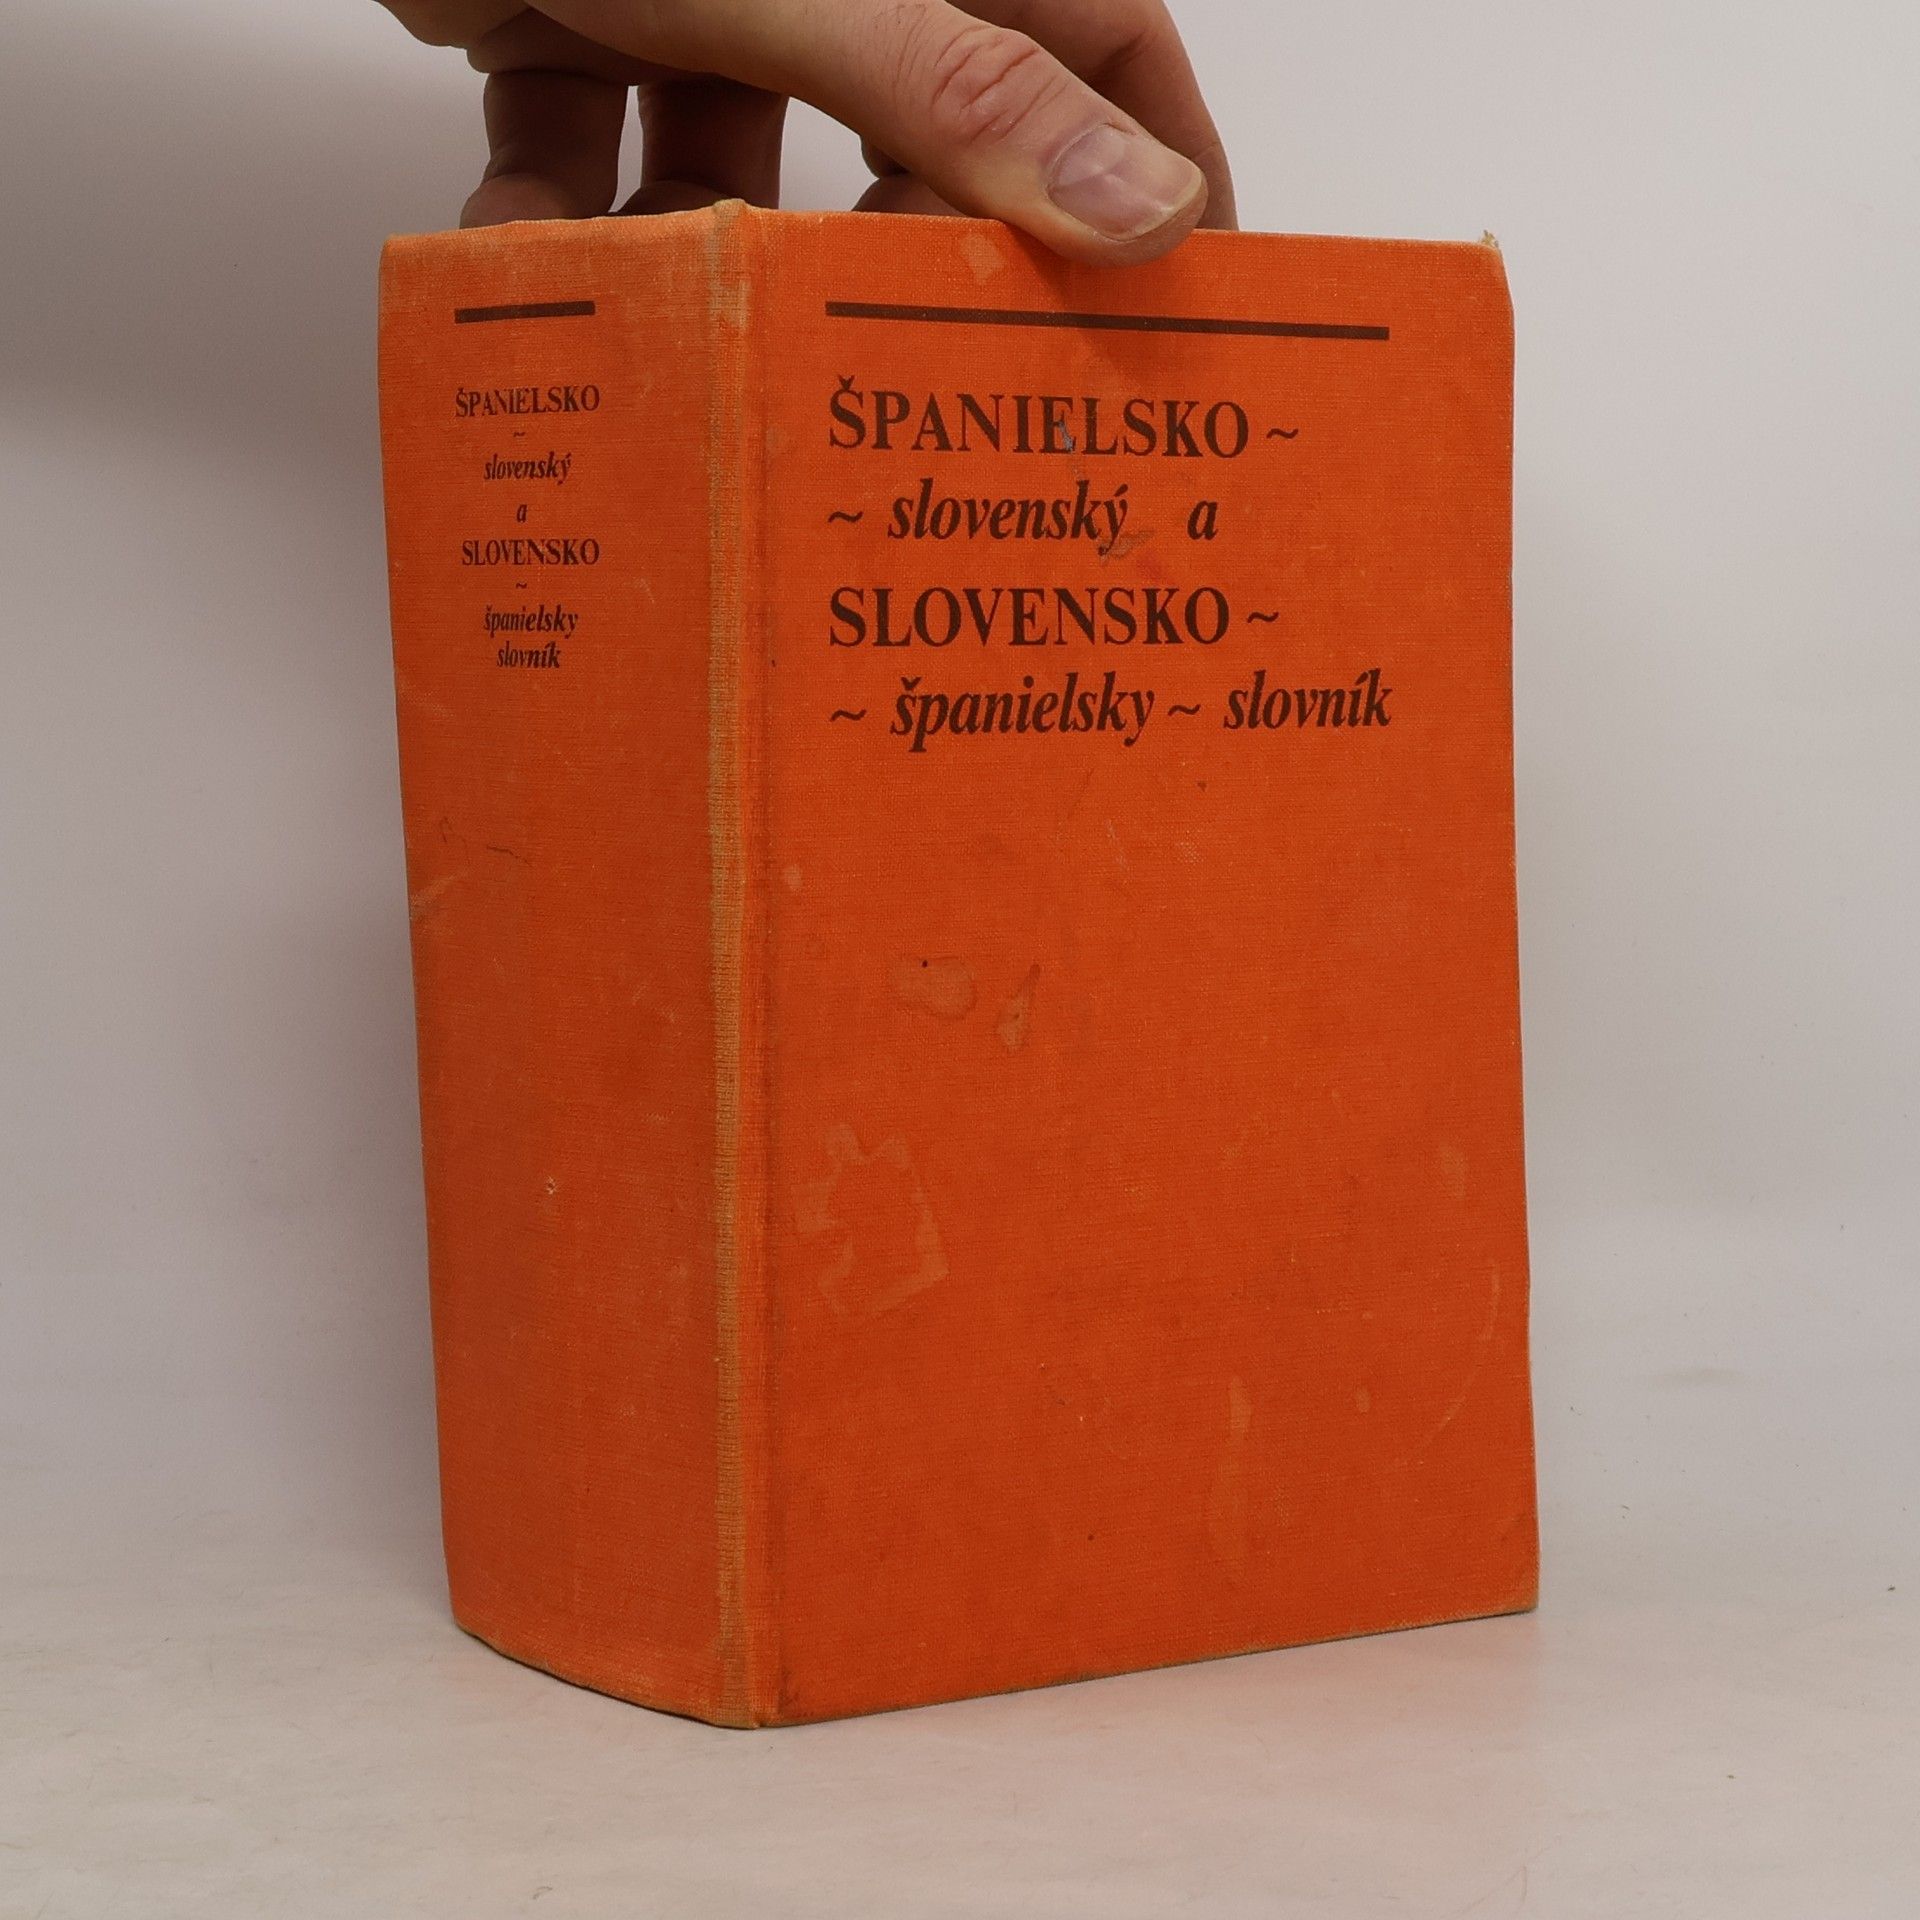 ŠPANIELSKO
~
slovenský
a
SLOVENSKO
~
španielsky
slovník
ŠPANIELSKO ~
~ slovenský a
SLOVENSKO ~
~ španielsky ~ slovník